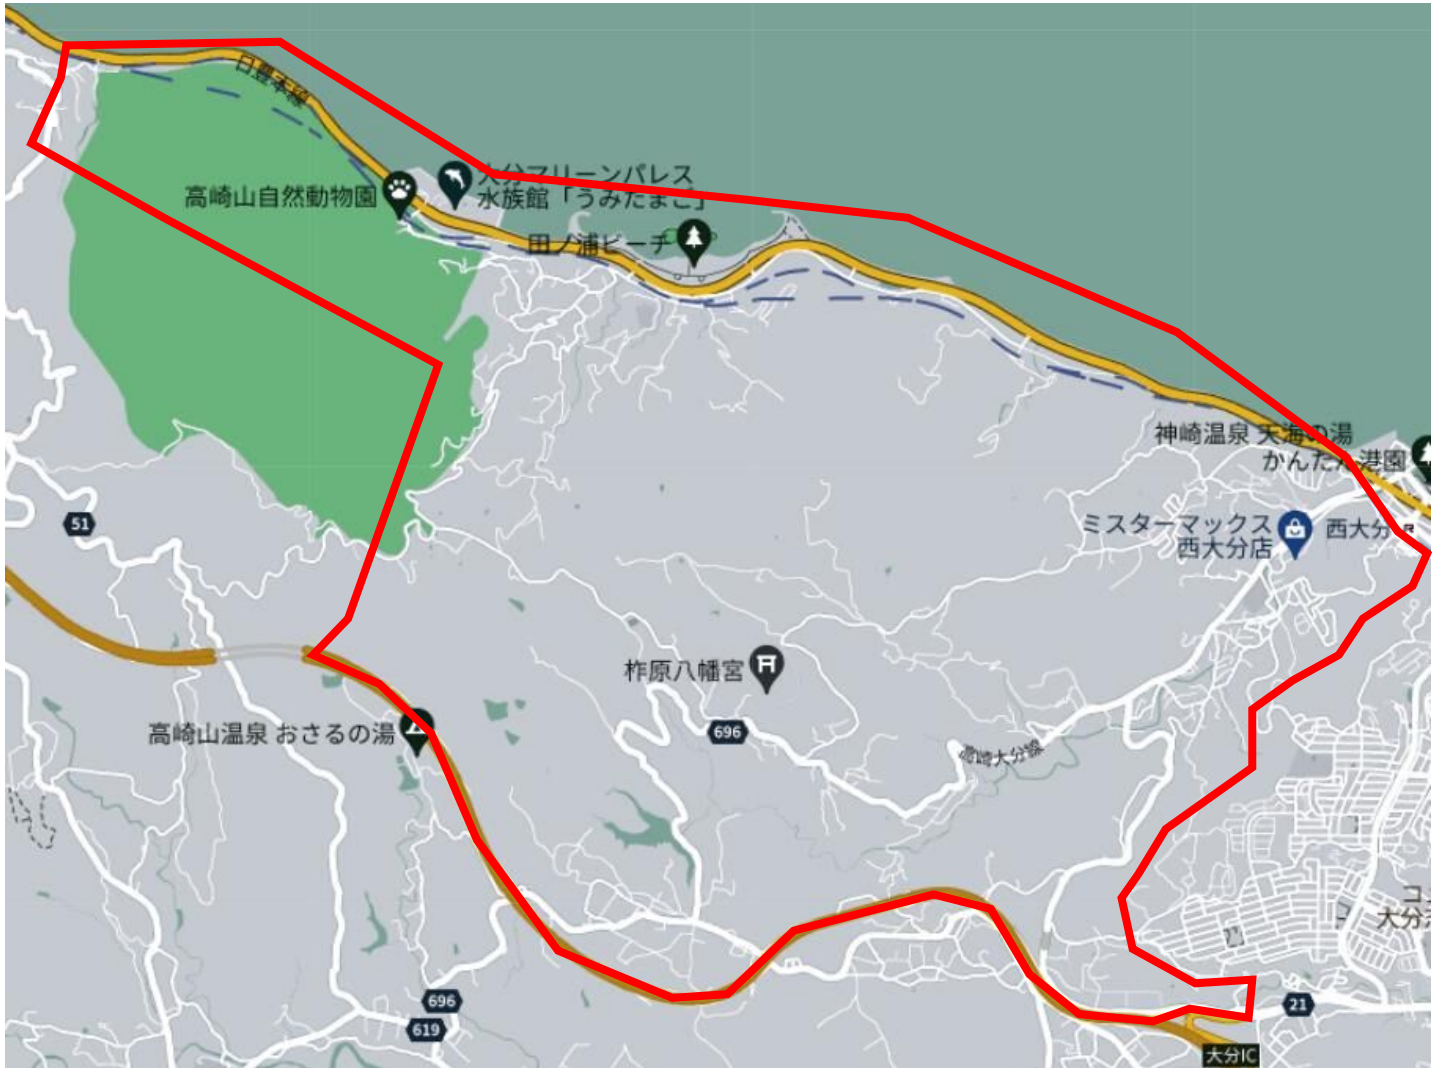 日豊本線
大分マリーンパレス
水族館「うみたまご」
高崎山自然動物園
田ノ浦ビーチ
神崎温泉 天海の湯
かんたん港園
51
ミスターマックス
西大分店
西大分
柞原八幡宮
696
高崎山温泉 おさるの湯
高崎大分線
大分
696
619
21
大分IC